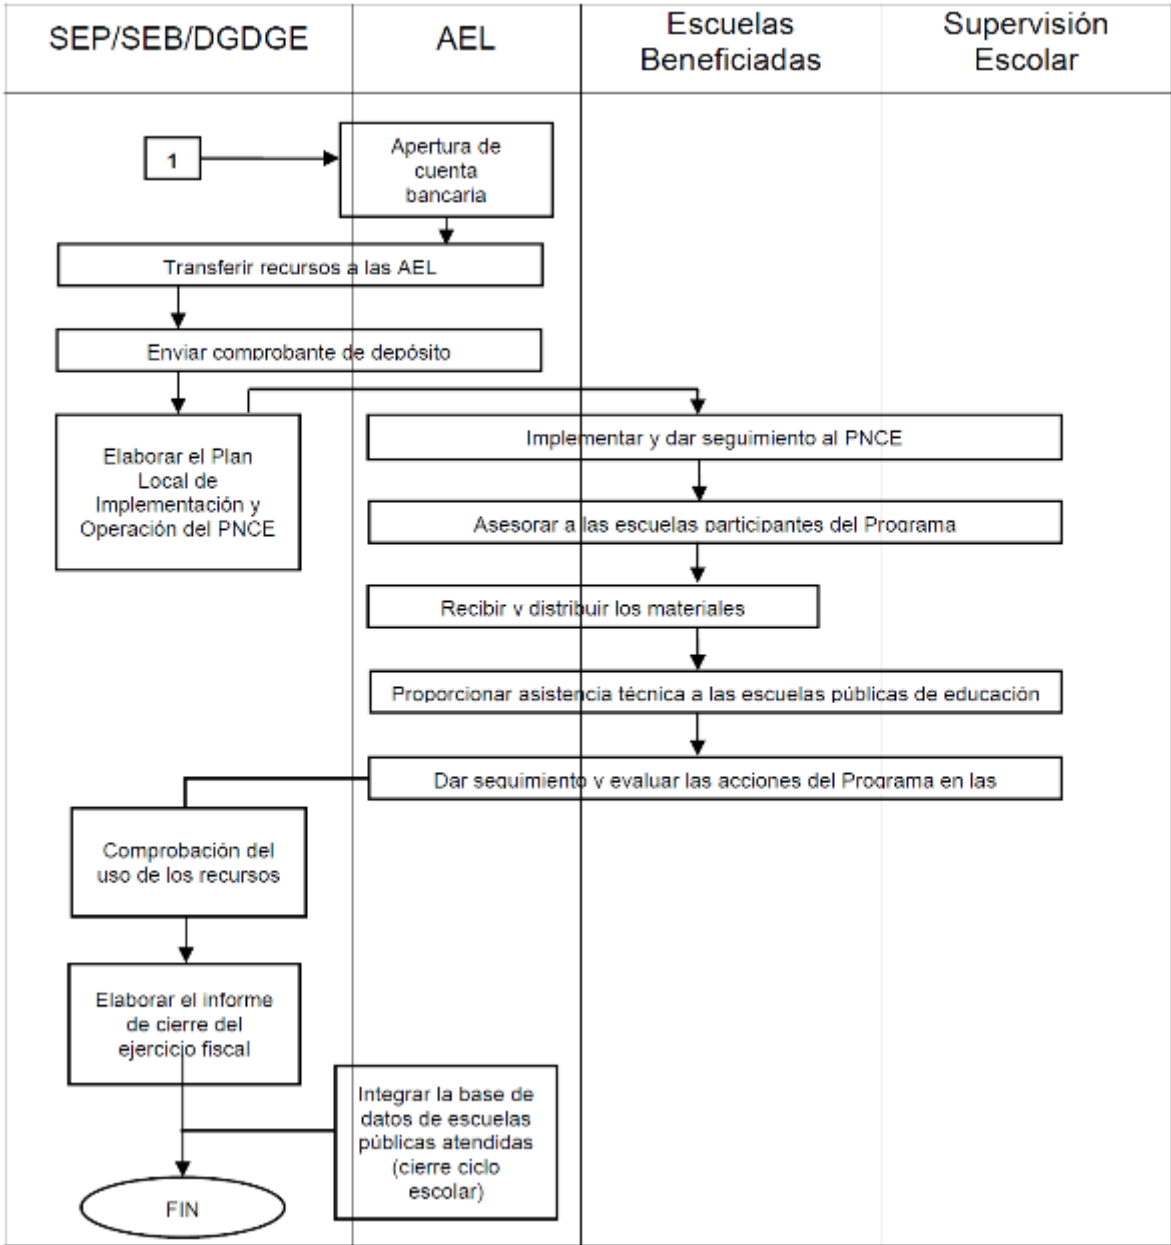 SEP/SEB/DGDGE
AEL
Escuelas
Beneficiadas
Supervisión
Escolar
1
Apertura de
cuenta
bancaria
Transferir recursos a las AEL
Enviar comprobante de depósito
Elaborar el Plan
Local de
Implementación y
Operación del PNCE
Implementar y dar seguimiento al PNCE
Asesorar a las escuelas participantes del Programa
Recibir y distribuir los materiales
Proporcionar asistencia técnica a las escuelas públicas de educación
Dar seguimiento y evaluar las acciones del Programa en las
Comprobación del
uso de los recursos
Elaborar el informe
de cierre del
ejercicio fiscal
Integrar la base de
datos de escuelas
públicas atendidas
(cierre ciclo
escolar)
FIN